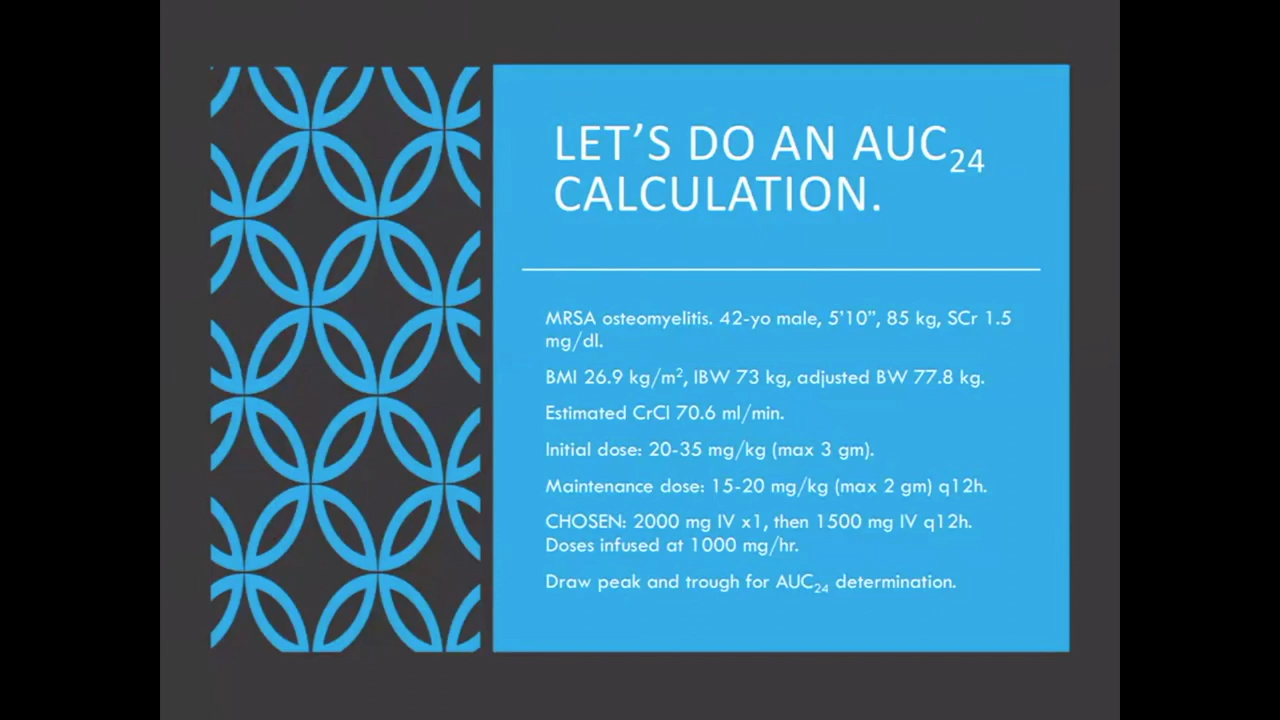 LET’S DO AN AUC24
CALCULATION.
MRSA osteomyelitis. 42-yo male, 5’10”, 85 kg, SCr 1.5
mg/dl.
BMI 26.9 kg/m², IBW 73 kg, adjusted BW 77.8 kg.
Estimated CrCl 70.6 ml/min.
Initial dose: 20-35 mg/kg (max 3 gm).
Maintenance dose: 15-20 mg/kg (max 2 gm) q12h.
CHOSEN: 2000 mg IV x1, then 1500 mg IV q12h.
Doses infused at 1000 mg/hr.
Draw peak and trough for AUC24 determination.